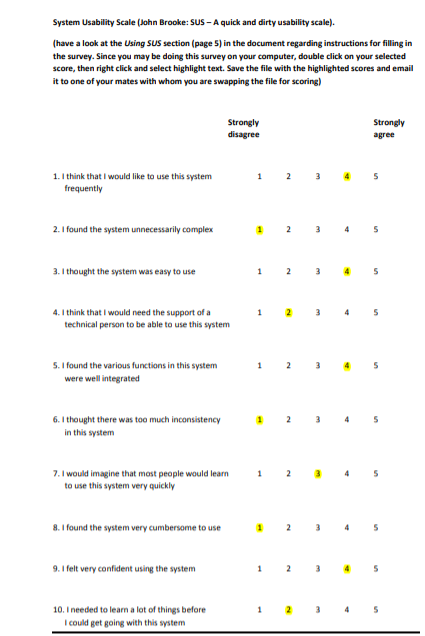 System Usability Scale (John Brooke: SUS – A quick and dirty usability scale).
(have a look at the Using SUS section (page 5) in the document regarding instructions for filling in
the survey. Since you may be doing this survey on your computer, double click on your selected
score, then right click and select highlight text. Save the file with the highlighted scores and email
it to one of your mates with whom you are swapping the file for scoring)
Strongly Strongly
disagree agree
1. I think that I would like to use this system 1 2 3 4 5
frequently
2. I found the system unnecessarily complex 1 2 3 4 5
3. I thought the system was easy to use 1 2 3 4 5
4. I think that I would need the support of a 1 2 3 4 5
technical person to be able to use this system
5. I found the various functions in this system 1 2 3 4 5
were well integrated
6. I thought there was too much inconsistency 1 2 3 4 5
in this system
7. I would imagine that most people would learn 1 2 3 4 5
to use this system very quickly
8. I found the system very cumbersome to use 1 2 3 4 5
9. I felt very confident using the system 1 2 3 4 5
10. I needed to learn a lot of things before 1 2 3 4 5
I could get going with this system